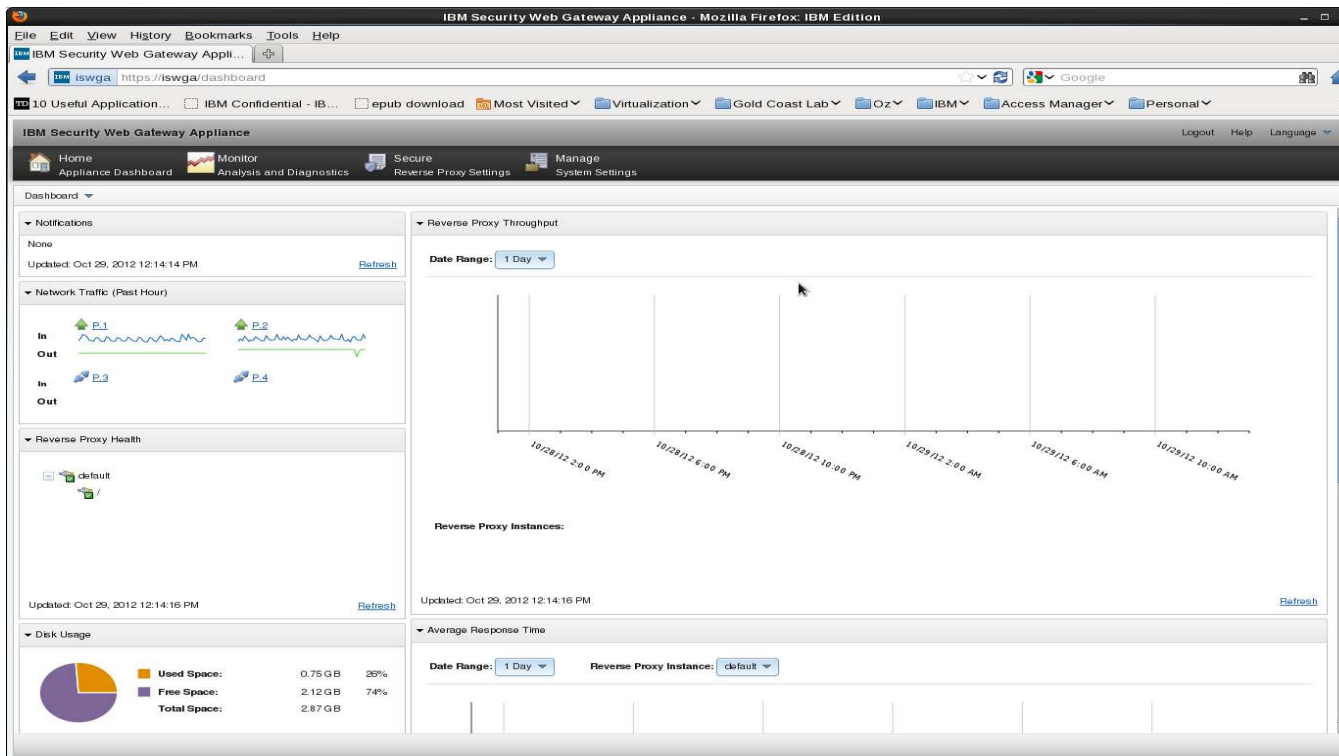 IBM Security Web Gateway Appliance - Mozilla Firefox: IBM Edition
File Edit View History Bookmarks Tools Help
IBM IBM Security Web Gateway Appli...
IBM iswga https://iswga/dashboard Google
TD 10 Useful Application... IBM Confidential - IB... epub download Most Visited Virtualization Gold Coast Lab Oz IBM Access Manager Personal
IBM Security Web Gateway Appliance Logout Help Language
Home Monitor Secure Manage
Appliance Dashboard Analysis and Diagnostics Reverse Proxy Settings System Settings
Dashboard
Notifications
None
Updated: Oct 29, 2012 12:14:14 PM Refresh
Network Traffic (Past Hour)
P.1 P.2
In
Out
P.3 P.4
In
Out
Reverse Proxy Health
default
/
Updated: Oct 29, 2012 12:14:16 PM Refresh
Disk Usage
Used Space: 0.75 GB 26%
Free Space: 2.12 GB 74%
Total Space: 2.87 GB
Reverse Proxy Throughput
Date Range: 1 Day
10/28/12 2:00 PM 10/28/12 6:00 PM 10/28/12 10:00 PM 10/29/12 2:00 AM 10/29/12 6:00 AM 10/29/12 10:00 AM
Reverse Proxy Instances:
Updated: Oct 29, 2012 12:14:16 PM Refresh
Average Response Time
Date Range: 1 Day Reverse Proxy Instance: default